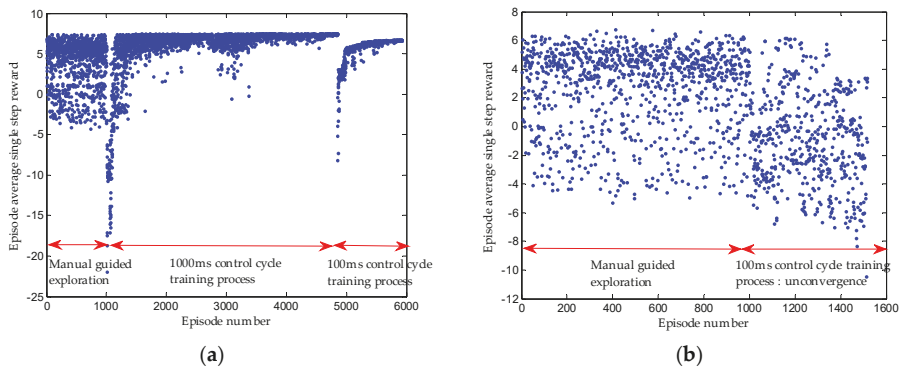 10
5
0
-5
-10
-15
-20
-25
Episode average single step reward
Manual guided
exploration
1000ms control cycle
training process
100ms control cycle
training process
0 1000 2000 3000 4000 5000 6000
Episode number
(a)
8
6
4
2
0
-2
-4
-6
-8
-10
12
Episode average single step reward
Manual guided
exploration
100ms control cycle training
process : unconvergence
0 200 400 600 800 1000 1200 1400 1600
Episode number
(b)